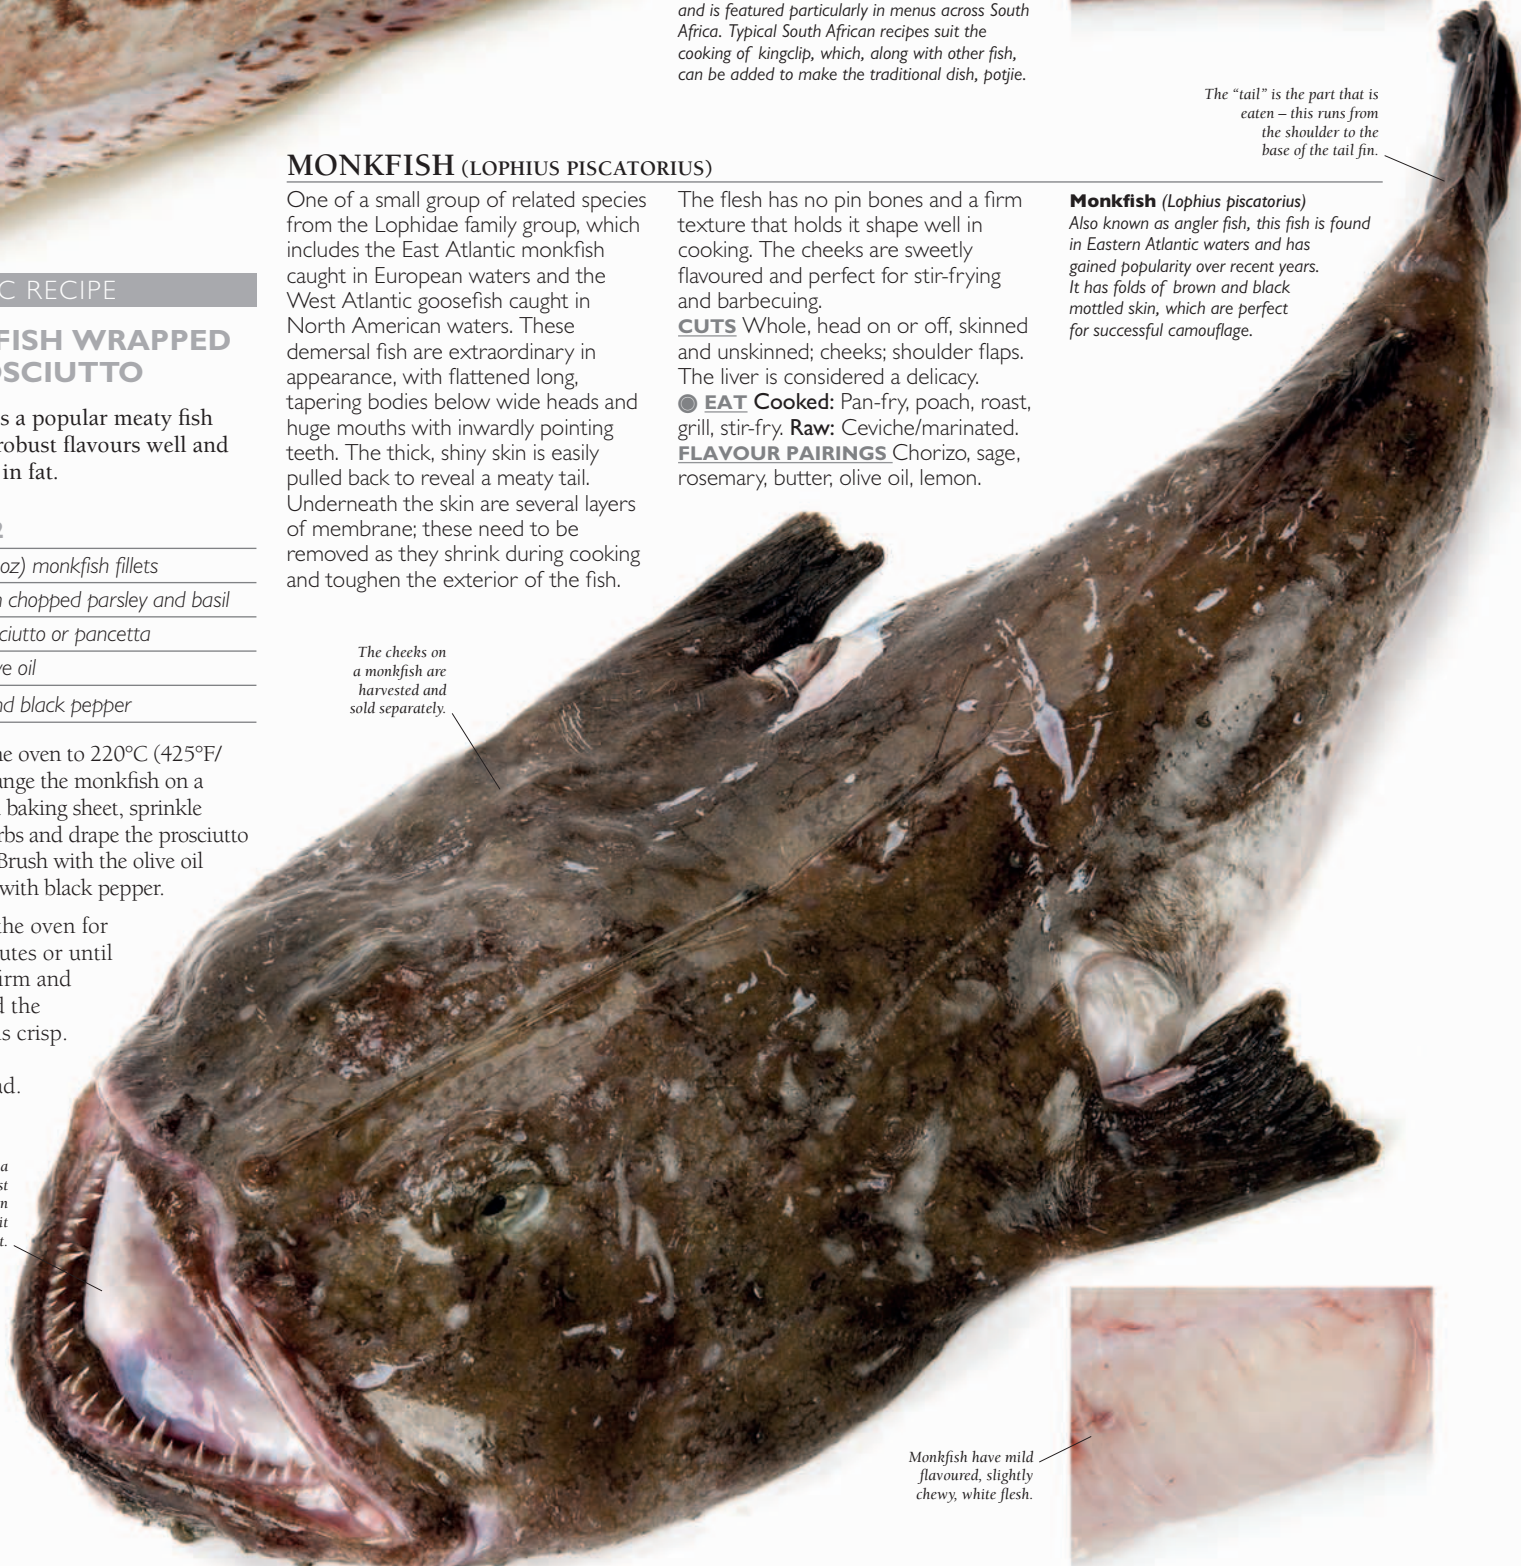 and is featured particularly in menus across South
Africa. Typical South African recipes suit the
cooking of kingclip, which, along with other fish,
can be added to make the traditional dish, potjie.
The “tail” is the part that is
eaten – this runs from
the shoulder to the
base of the tail fin.
MONKFISH (LOPHIUS PISCATORIUS)
One of a small group of related species
from the Lophidae family group, which
includes the East Atlantic monkfish
caught in European waters and the
West Atlantic goosefish caught in
North American waters. These
demersal fish are extraordinary in
appearance, with flattened long,
tapering bodies below wide heads and
huge mouths with inwardly pointing
teeth. The thick, shiny skin is easily
pulled back to reveal a meaty tail.
Underneath the skin are several layers
of membrane; these need to be
removed as they shrink during cooking
and toughen the exterior of the fish.
The flesh has no pin bones and a firm
texture that holds it shape well in
cooking. The cheeks are sweetly
flavoured and perfect for stir-frying
and barbecuing.
CUTS Whole, head on or off, skinned
and unskinned; cheeks; shoulder flaps.
The liver is considered a delicacy.
EAT Cooked: Pan-fry, poach, roast,
grill, stir-fry. Raw: Ceviche/marinated.
FLAVOUR PAIRINGS Chorizo, sage,
rosemary, butter, olive oil, lemon.
Monkfish (Lophius piscatorius)
Also known as angler fish, this fish is found
in Eastern Atlantic waters and has
gained popularity over recent years.
It has folds of brown and black
mottled skin, which are perfect
for successful camouflage.
C RECIPE
FISH WRAPPED
OSCIUTTO
s a popular meaty fish
robust flavours well and
in fat.
oz) monkfish fillets
chopped parsley and basil
ciutto or pancetta
ve oil
nd black pepper
he oven to 220°C (425°F/
ange the monkfish on a
baking sheet, sprinkle
rbs and drape the prosciutto
Brush with the olive oil
with black pepper.
the oven for
utes or until
irm and
d the
is crisp.
ad.
The cheeks on
a monkfish are
harvested and
sold separately.
a
st
n
it
t.
Monkfish have mild
flavoured, slightly
chewy, white flesh.